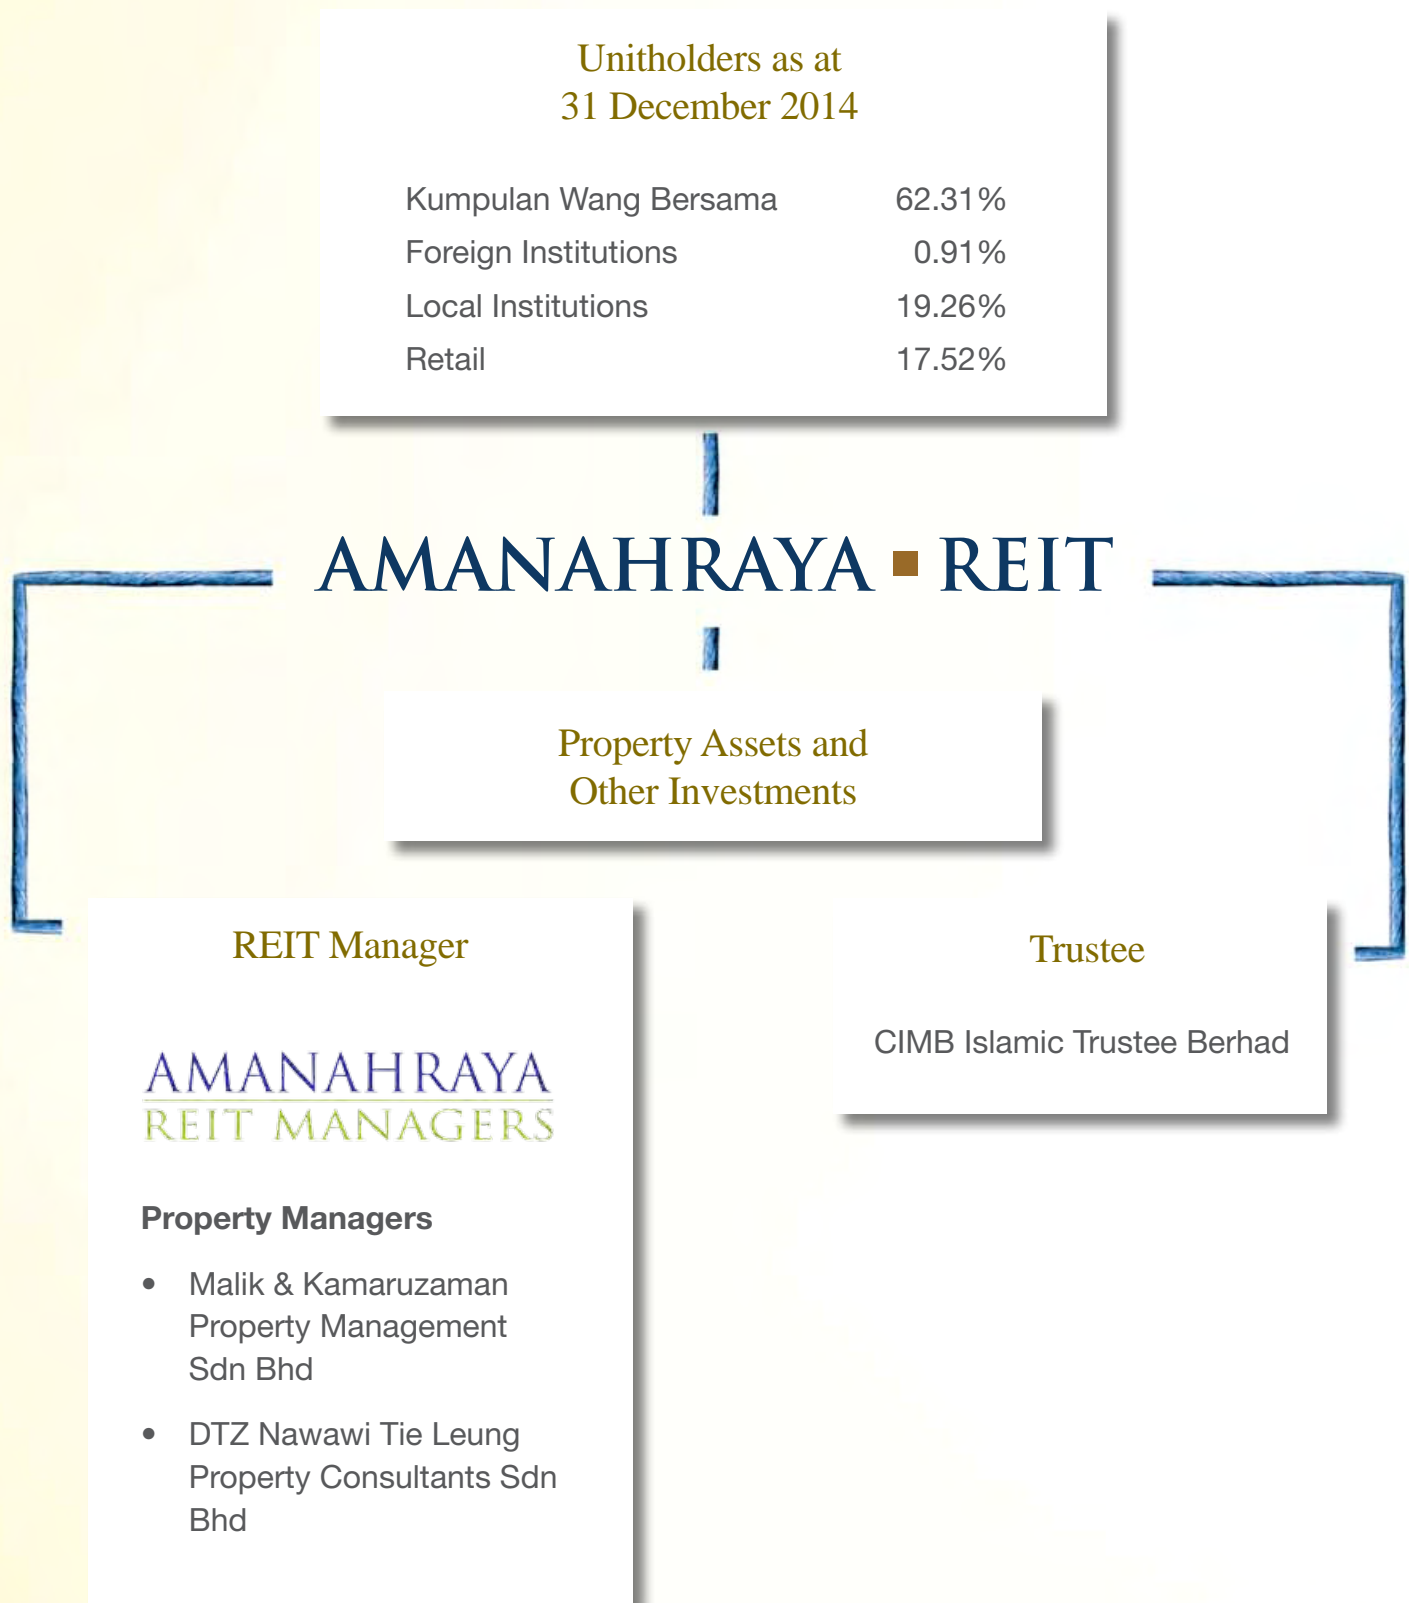 Unitholders as at
31 December 2014
Kumpulan Wang Bersama 62.31%
Foreign Institutions 0.91%
Local Institutions 19.26%
Retail 17.52%
AMANAHRAYA ■ REIT
Property Assets and
Other Investments
REIT Manager
AMANAHRAYA
REIT MANAGERS
Property Managers
• Malik & Kamaruzaman
Property Management
Sdn Bhd
• DTZ Nawawi Tie Leung
Property Consultants Sdn
Bhd
Trustee
CIMB Islamic Trustee Berhad